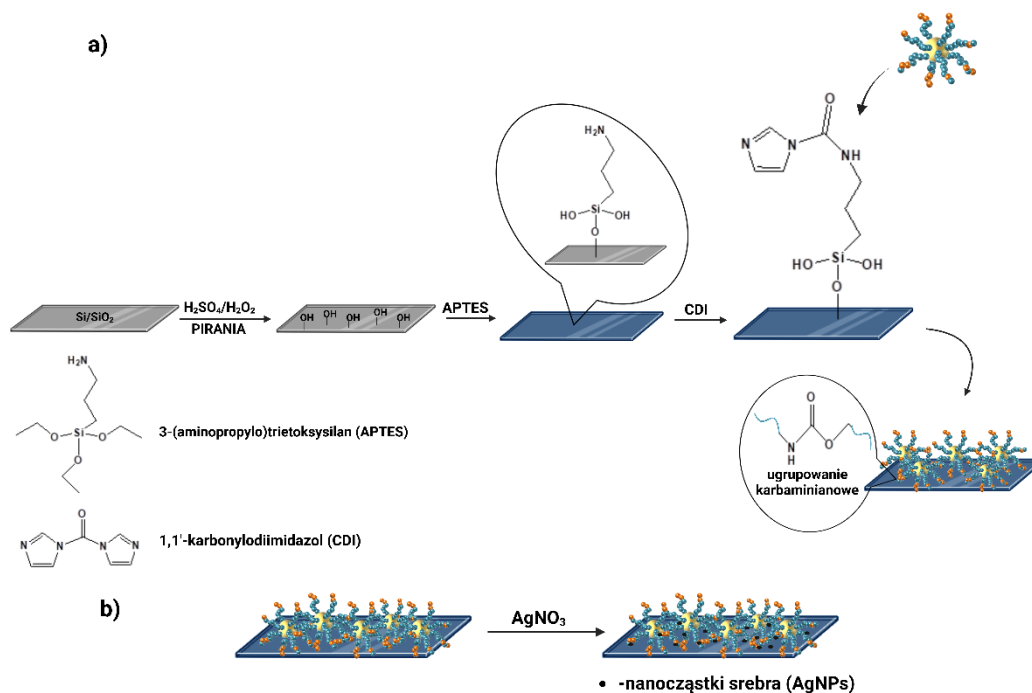 a)
H₂N
HO
Si
OH
O
O
N
N
NH
HO
Si
OH
O
Si/SiO₂
H₂SO₄/H₂O₂
PIRANIA
OH OH OH OH OH
APTES
CDI
H₂N
O
Si
O
O
3-(aminopropylo)trietoksysilan (APTES)
O
N
H
O
ugrupowanie
karbaminianowe
O
N
N
N
N
1,1'-karbonylodiimidazol (CDI)
b)
AgNO₃
-nanocząstki srebra (AgNPs)